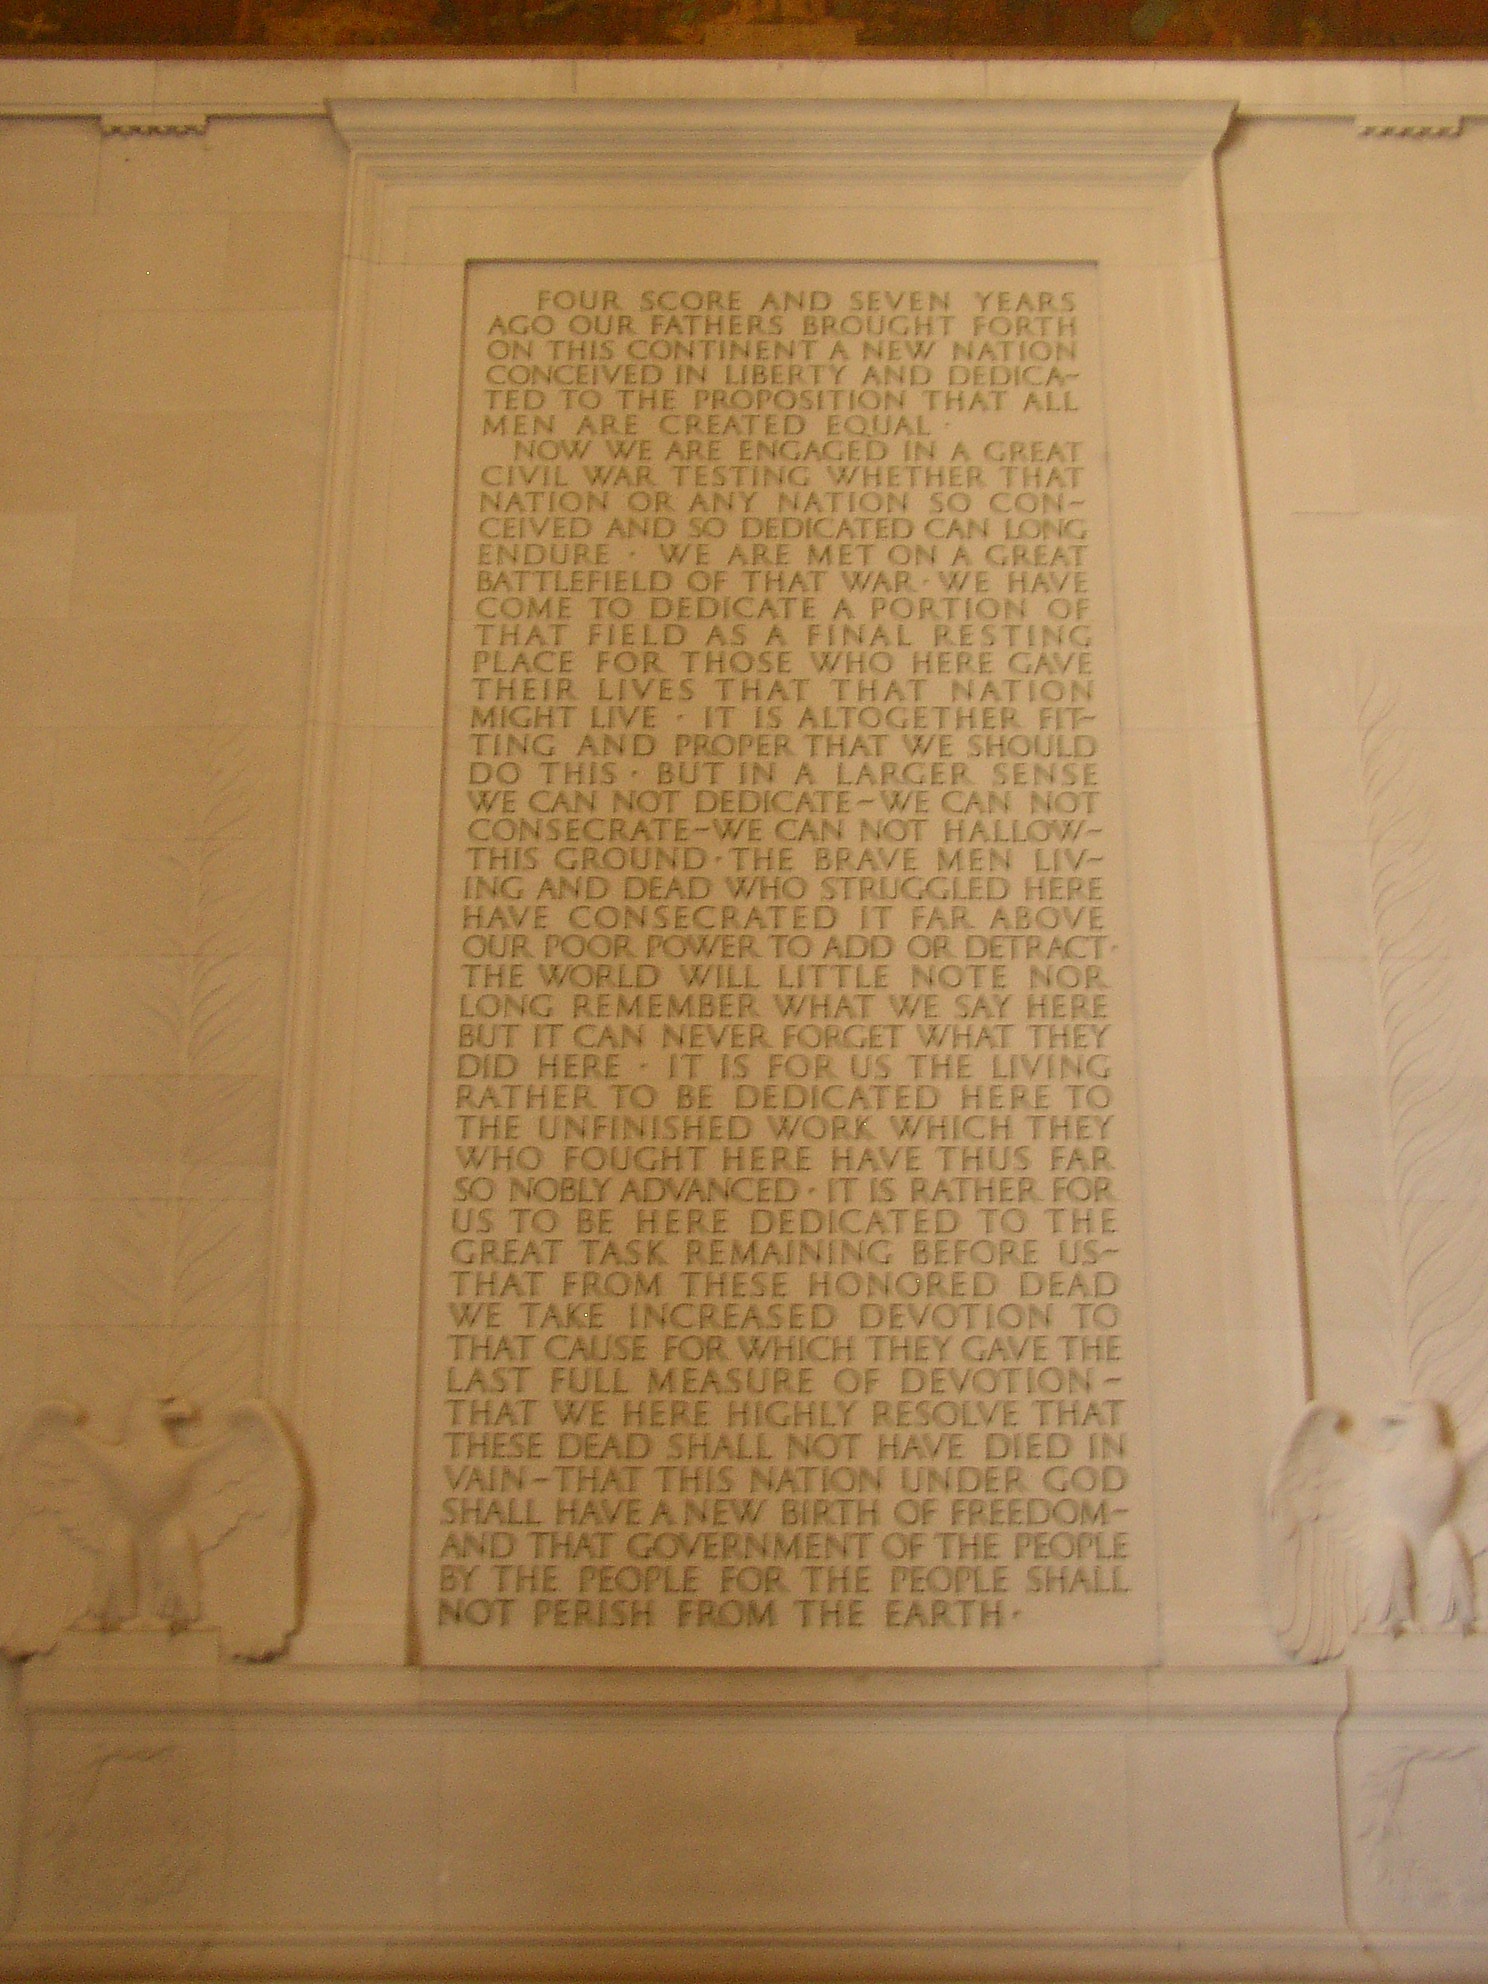 FOUR SCORE AND SEVEN YEARS
AGO OUR FATHERS BROUGHT FORTH
ON THIS CONTINENT A NEW NATION
CONCEIVED IN LIBERTY AND DEDICA-
TED TO THE PROPOSITION THAT ALL
MEN ARE CREATED EQUAL ·
NOW WE ARE ENGAGED IN A GREAT
CIVIL WAR TESTING WHETHER THAT
NATION OR ANY NATION SO CON-
CEIVED AND SO DEDICATED CAN LONG
ENDURE · WE ARE MET ON A GREAT
BATTLEFIELD OF THAT WAR · WE HAVE
COME TO DEDICATE A PORTION OF
THAT FIELD AS A FINAL RESTING
PLACE FOR THOSE WHO HERE GAVE
THEIR LIVES THAT THAT NATION
MIGHT LIVE · IT IS ALTOGETHER FIT-
TING AND PROPER THAT WE SHOULD
DO THIS · BUT IN A LARGER SENSE
WE CAN NOT DEDICATE-WE CAN NOT
CONSECRATE-WE CAN NOT HALLOW-
THIS GROUND · THE BRAVE MEN LIV-
ING AND DEAD WHO STRUGGLED HERE
HAVE CONSECRATED IT FAR ABOVE
OUR POOR POWER TO ADD OR DETRACT ·
THE WORLD WILL LITTLE NOTE NOR
LONG REMEMBER WHAT WE SAY HERE
BUT IT CAN NEVER FORGET WHAT THEY
DID HERE · IT IS FOR US THE LIVING
RATHER TO BE DEDICATED HERE TO
THE UNFINISHED WORK WHICH THEY
WHO FOUGHT HERE HAVE THUS FAR
SO NOBLY ADVANCED · IT IS RATHER FOR
US TO BE HERE DEDICATED TO THE
GREAT TASK REMAINING BEFORE US-
THAT FROM THESE HONORED DEAD
WE TAKE INCREASED DEVOTION TO
THAT CAUSE FOR WHICH THEY GAVE THE
LAST FULL MEASURE OF DEVOTION -
THAT WE HERE HIGHLY RESOLVE THAT
THESE DEAD SHALL NOT HAVE DIED IN
VAIN-THAT THIS NATION UNDER GOD
SHALL HAVE A NEW BIRTH OF FREEDOM-
AND THAT GOVERNMENT OF THE PEOPLE
BY THE PEOPLE FOR THE PEOPLE SHALL
NOT PERISH FROM THE EARTH ·